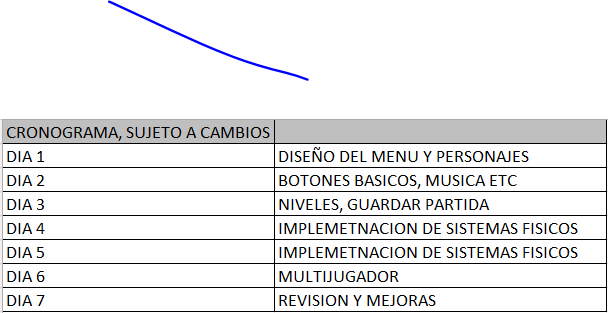 CRONOGRAMA, SUJETO A CAMBIOS
DIA 1 DISEÑO DEL MENU Y PERSONAJES
DIA 2 BOTONES BASICOS, MUSICA ETC
DIA 3 NIVELES, GUARDAR PARTIDA
DIA 4 IMPLEMETNACION DE SISTEMAS FISICOS
DIA 5 IMPLEMETNACION DE SISTEMAS FISICOS
DIA 6 MULTIJUGADOR
DIA 7 REVISION Y MEJORAS